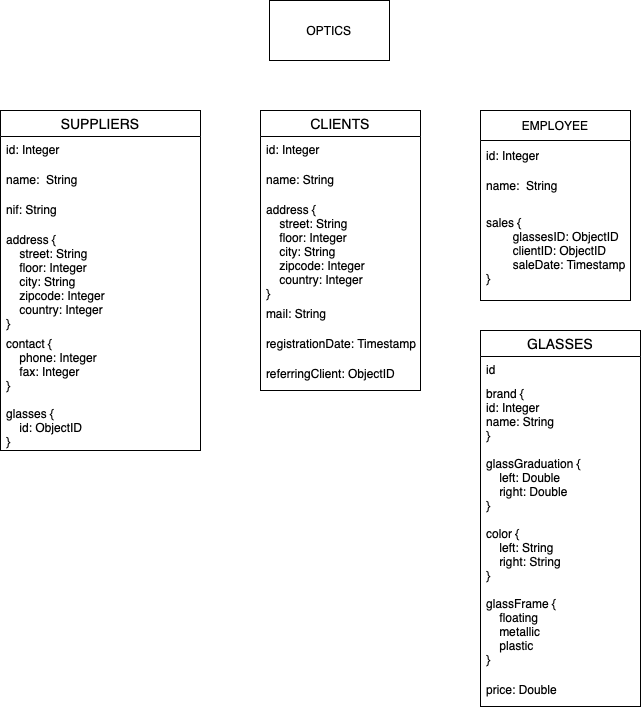 OPTICS
SUPPLIERS
id: Integer
name: String
nif: String
address {
street: String
floor: Integer
city: String
zipcode: Integer
country: Integer
}
contact {
phone: Integer
fax: Integer
}
glasses {
id: ObjectID
}
CLIENTS
id: Integer
name: String
address {
street: String
floor: Integer
city: String
zipcode: Integer
country: Integer
}
mail: String
registrationDate: Timestamp
referringClient: ObjectID
EMPLOYEE
id: Integer
name: String
sales {
glassesID: ObjectID
clientID: ObjectID
saleDate: Timestamp
}
GLASSES
id
brand {
id: Integer
name: String
}
glassGraduation {
left: Double
right: Double
}
color {
left: String
right: String
}
glassFrame {
floating
metallic
plastic
}
price: Double